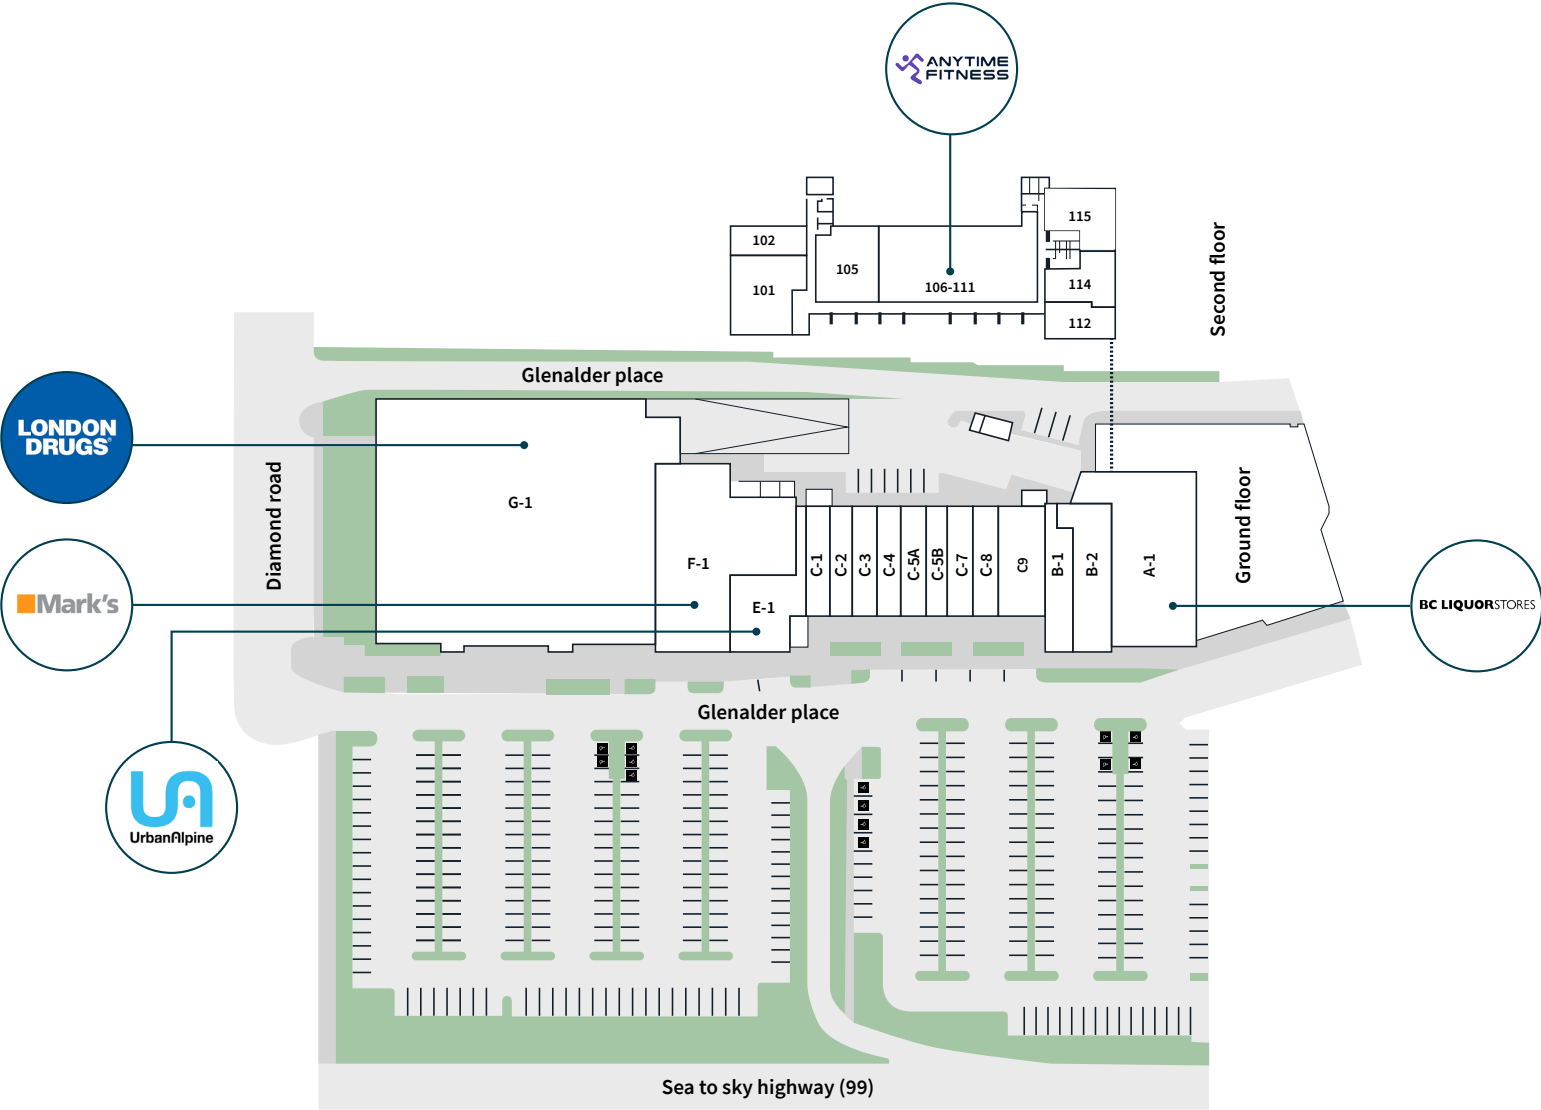 ANYTIME
FITNESS
115
102
105
101
106-111
114
112
Second floor
Glenalder place
LONDON
DRUGS
Diamond road
G-1
Ground floor
F-1
C-1
C-2
C-3
C-4
C-5A
C-5B
C-7
C-8
C9
B-1
B-2
A-1
Mark's
E-1
BC LIQUORSTORES
Glenalder place
UA
UrbanAlpine
Sea to sky highway (99)